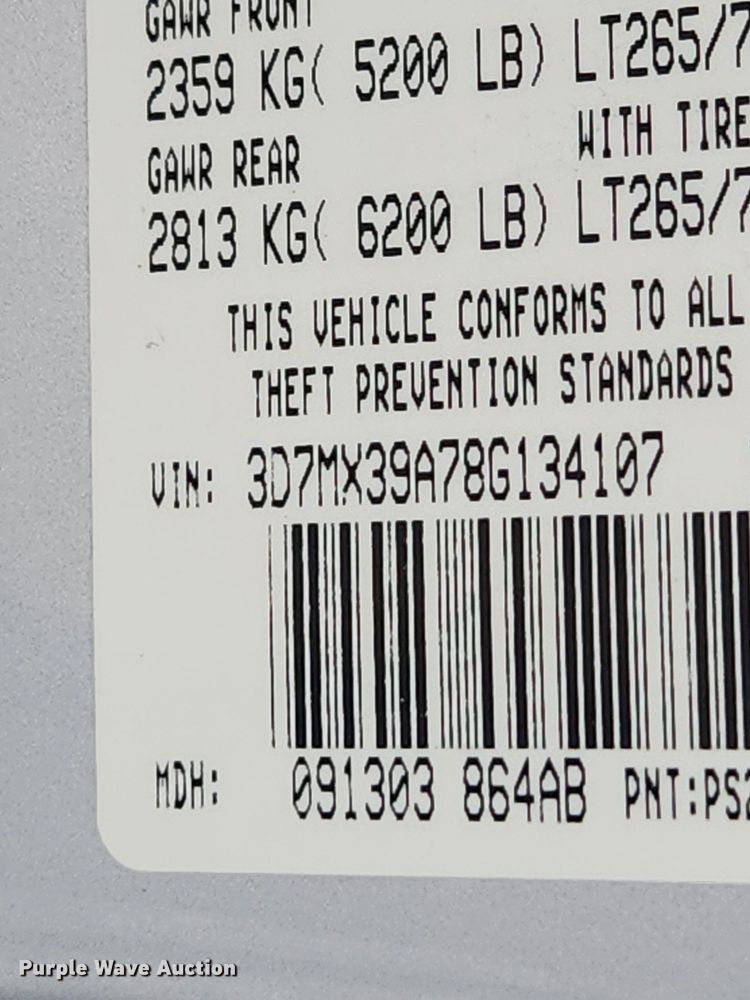 GAWR FRONT
2359 KG( 5200 LB) LT265/7
WITH TIRE
GAWR REAR
2813 KG( 6200 LB) LT265/7
THIS VEHICLE CONFORMS TO ALL
THEFT PREVENTION STANDARDS
VIN: 3D7MX39A78G134107
MDH: 091303 864AB PNT:PS2
Purple Wave Auction